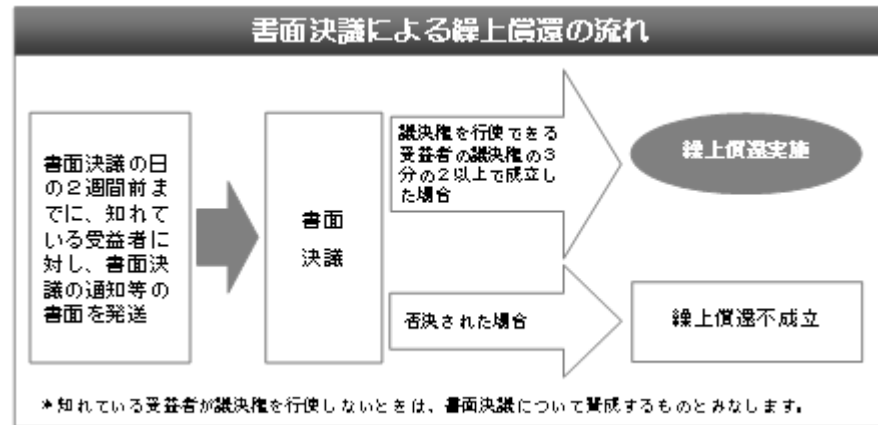 書面決議による繰上償還の流れ
書面決議の日
の2週間前ま
でに、知れて
いる受益者に
対し、書面決
議の通知等の
書面を発送
書面
決議
議決権を行使できる
受益者の議決権の3
分の2以上で成立し
た場合
繰上償還実施
否決された場合
繰上償還不成立
*知れている受益者が議決権を行使しないときは、書面決議について賛成するものとみなします。